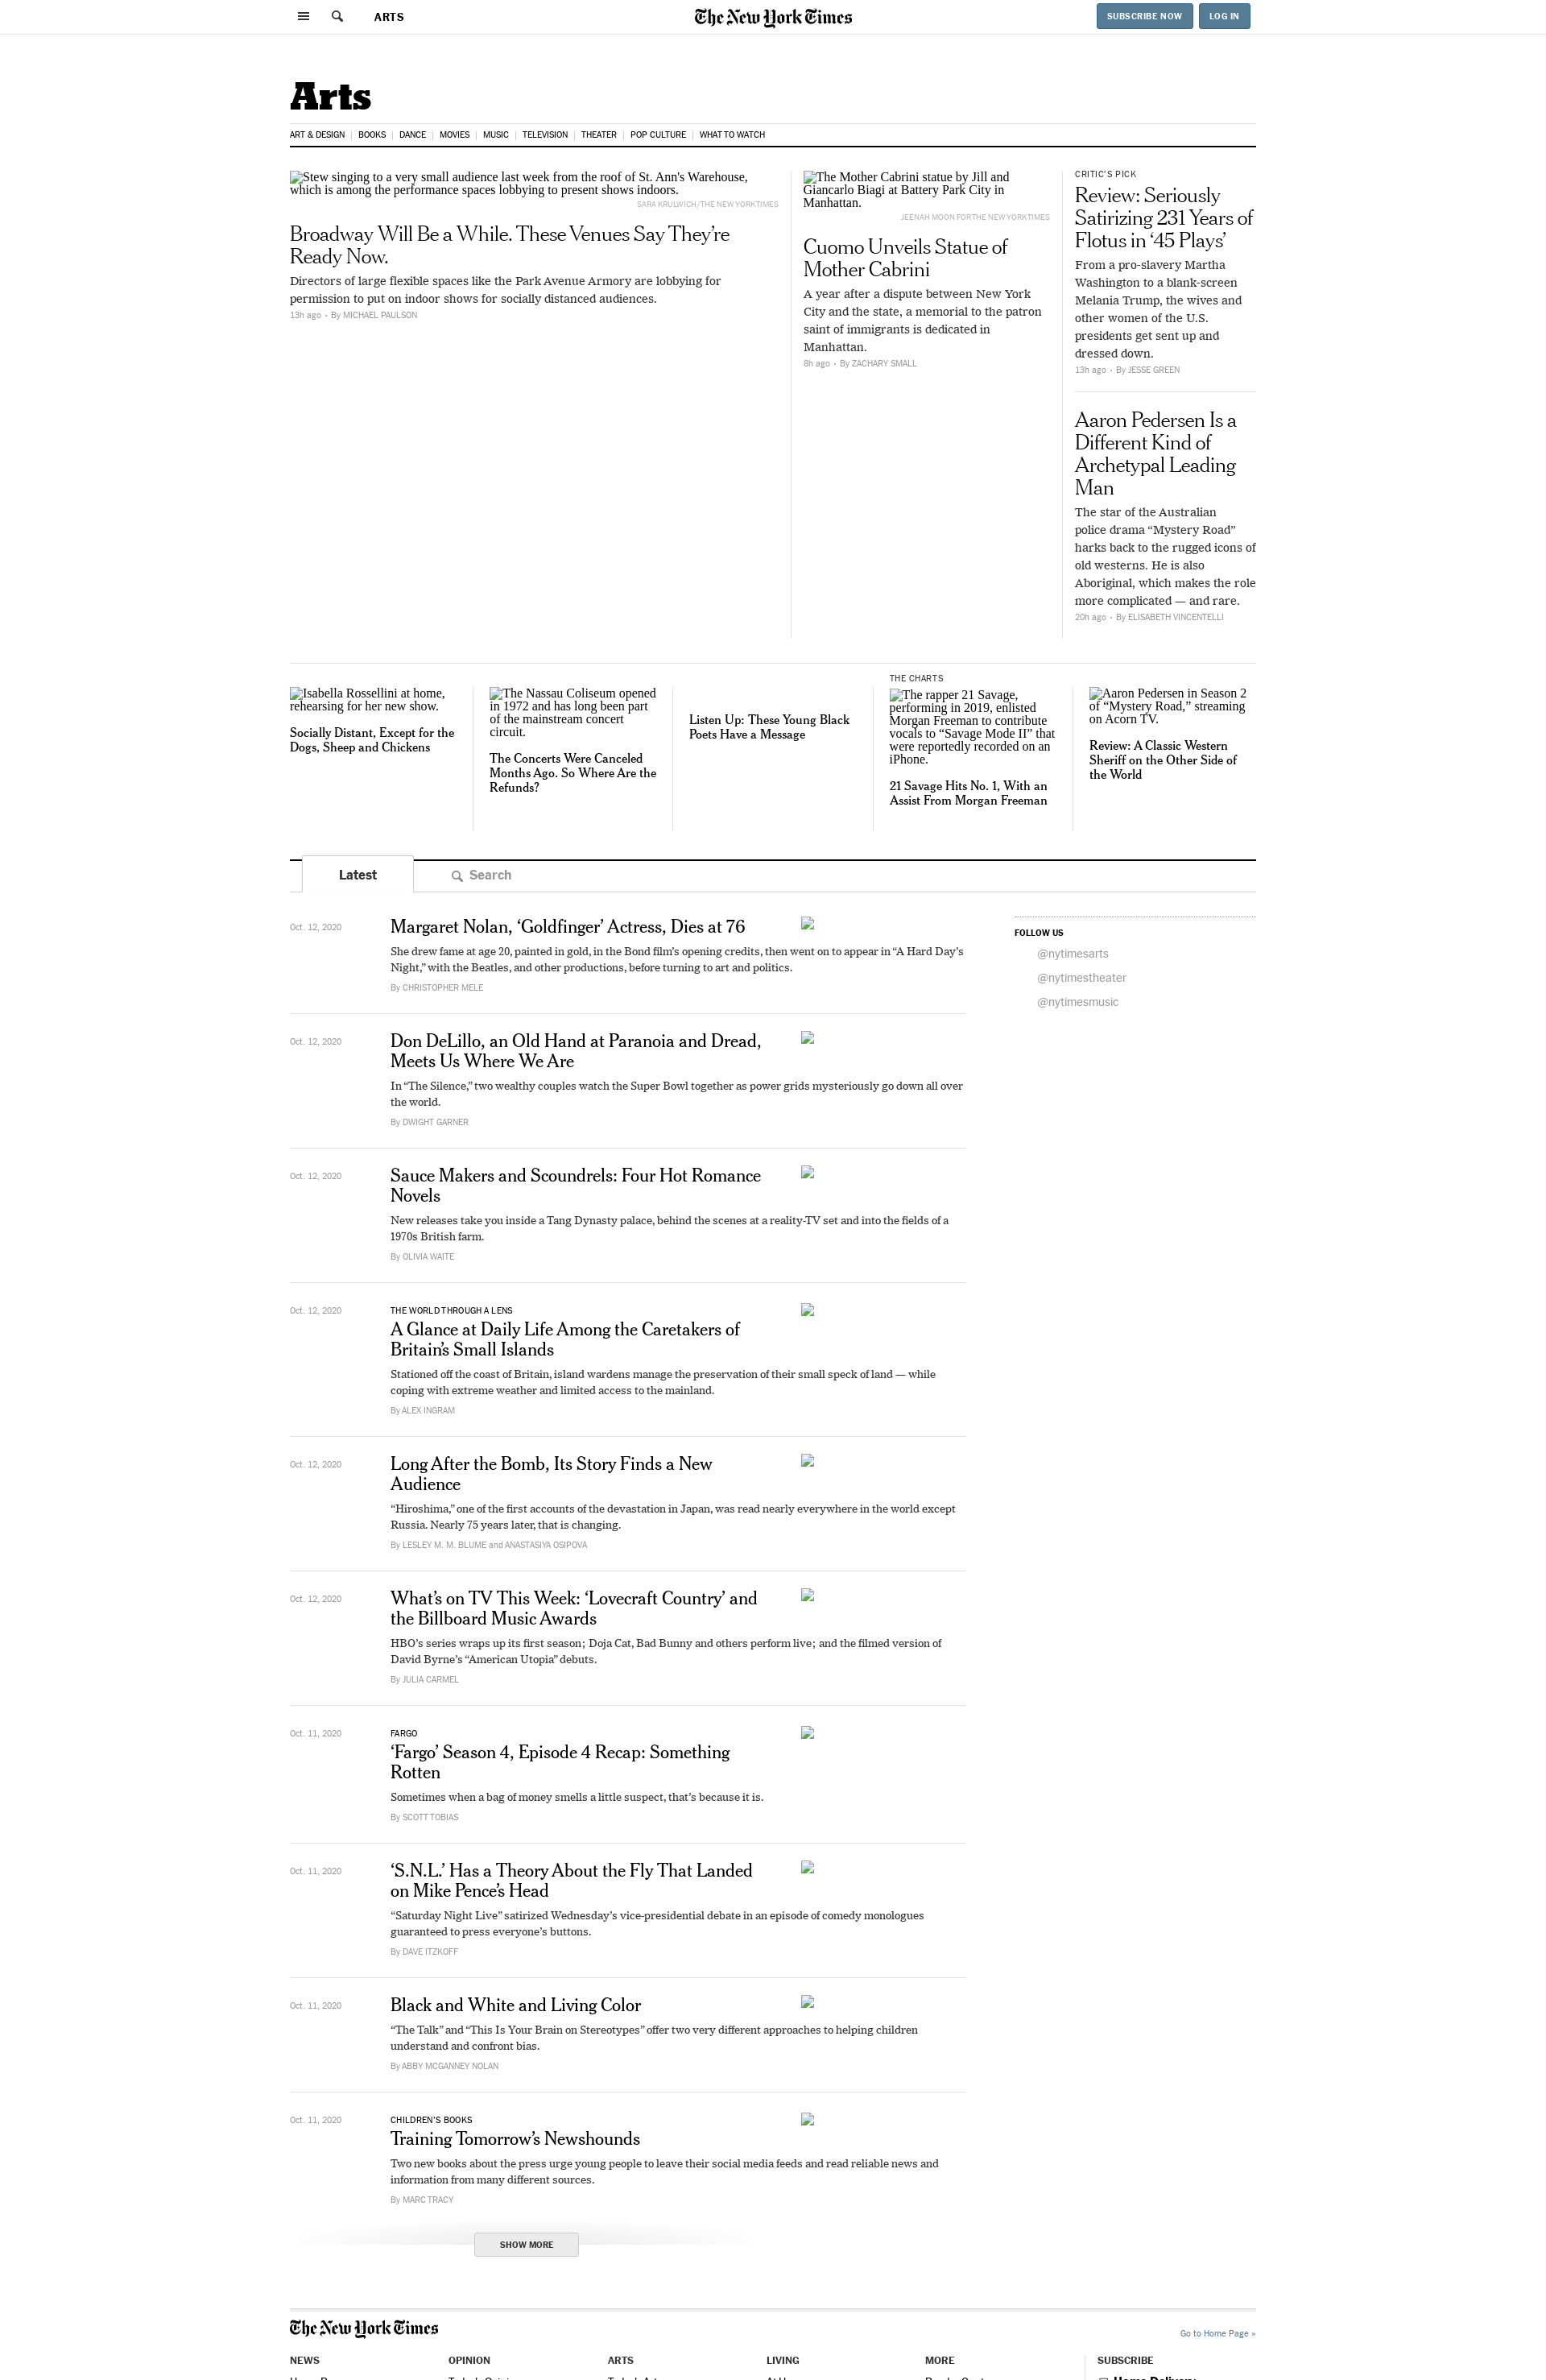 ARTS
The New York Times
SUBSCRIBE NOW
LOG IN
Arts
ART & DESIGN
BOOKS
DANCE
MOVIES
MUSIC
TELEVISION
THEATER
POP CULTURE
WHAT TO WATCH
Stew singing to a very small audience last week from the roof of St. Ann's Warehouse,
which is among the performance spaces lobbying to present shows indoors.
SARA KRULWICH/THE NEW YORK TIMES
Broadway Will Be a While. These Venues Say They’re
Ready Now.
Directors of large flexible spaces like the Park Avenue Armory are lobbying for
permission to put on indoor shows for socially distanced audiences.
13h ago • By MICHAEL PAULSON
The Mother Cabrini statue by Jill and
Giancarlo Biagi at Battery Park City in
Manhattan.
JEENAH MOON FOR THE NEW YORK TIMES
Cuomo Unveils Statue of
Mother Cabrini
A year after a dispute between New York
City and the state, a memorial to the patron
saint of immigrants is dedicated in
Manhattan.
8h ago • By ZACHARY SMALL
CRITIC'S PICK
Review: Seriously
Satirizing 231 Years of
Flotus in ‘45 Plays’
From a pro-slavery Martha
Washington to a blank-screen
Melania Trump, the wives and
other women of the U.S.
presidents get sent up and
dressed down.
13h ago • By JESSE GREEN
Aaron Pedersen Is a
Different Kind of
Archetypal Leading
Man
The star of the Australian
police drama “Mystery Road”
harks back to the rugged icons of
old westerns. He is also
Aboriginal, which makes the role
more complicated — and rare.
20h ago • By ELISABETH VINCENTELLI
Isabella Rossellini at home,
rehearsing for her new show.
Socially Distant, Except for the
Dogs, Sheep and Chickens
The Nassau Coliseum opened
in 1972 and has long been part
of the mainstream concert
circuit.
The Concerts Were Canceled
Months Ago. So Where Are the
Refunds?
Listen Up: These Young Black
Poets Have a Message
THE CHARTS
The rapper 21 Savage,
performing in 2019, enlisted
Morgan Freeman to contribute
vocals to “Savage Mode II” that
were reportedly recorded on an
iPhone.
21 Savage Hits No. 1, With an
Assist From Morgan Freeman
Aaron Pedersen in Season 2
of “Mystery Road,” streaming
on Acorn TV.
Review: A Classic Western
Sheriff on the Other Side of
the World
Latest
Search
Oct. 12, 2020
Margaret Nolan, ‘Goldfinger’ Actress, Dies at 76
She drew fame at age 20, painted in gold, in the Bond film’s opening credits, then went on to appear in “A Hard Day’s
Night,” with the Beatles, and other productions, before turning to art and politics.
By CHRISTOPHER MELE
FOLLOW US
@nytimesarts
@nytimestheater
@nytimesmusic
Oct. 12, 2020
Don DeLillo, an Old Hand at Paranoia and Dread,
Meets Us Where We Are
In “The Silence,” two wealthy couples watch the Super Bowl together as power grids mysteriously go down all over
the world.
By DWIGHT GARNER
Oct. 12, 2020
Sauce Makers and Scoundrels: Four Hot Romance
Novels
New releases take you inside a Tang Dynasty palace, behind the scenes at a reality-TV set and into the fields of a
1970s British farm.
By OLIVIA WAITE
Oct. 12, 2020
THE WORLD THROUGH A LENS
A Glance at Daily Life Among the Caretakers of
Britain’s Small Islands
Stationed off the coast of Britain, island wardens manage the preservation of their small speck of land — while
coping with extreme weather and limited access to the mainland.
By ALEX INGRAM
Oct. 12, 2020
Long After the Bomb, Its Story Finds a New
Audience
“Hiroshima,” one of the first accounts of the devastation in Japan, was read nearly everywhere in the world except
Russia. Nearly 75 years later, that is changing.
By LESLEY M. M. BLUME and ANASTASIYA OSIPOVA
Oct. 12, 2020
What’s on TV This Week: ‘Lovecraft Country’ and
the Billboard Music Awards
HBO’s series wraps up its first season; Doja Cat, Bad Bunny and others perform live; and the filmed version of
David Byrne’s “American Utopia” debuts.
By JULIA CARMEL
Oct. 11, 2020
FARGO
‘Fargo’ Season 4, Episode 4 Recap: Something
Rotten
Sometimes when a bag of money smells a little suspect, that’s because it is.
By SCOTT TOBIAS
Oct. 11, 2020
‘S.N.L.’ Has a Theory About the Fly That Landed
on Mike Pence’s Head
“Saturday Night Live” satirized Wednesday’s vice-presidential debate in an episode of comedy monologues
guaranteed to press everyone’s buttons.
By DAVE ITZKOFF
Oct. 11, 2020
Black and White and Living Color
“The Talk” and “This Is Your Brain on Stereotypes” offer two very different approaches to helping children
understand and confront bias.
By ABBY MCGANNEY NOLAN
Oct. 11, 2020
CHILDREN’S BOOKS
Training Tomorrow’s Newshounds
Two new books about the press urge young people to leave their social media feeds and read reliable news and
information from many different sources.
By MARC TRACY
SHOW MORE
The New York Times
Go to Home Page »
NEWS
OPINION
ARTS
LIVING
MORE
SUBSCRIBE